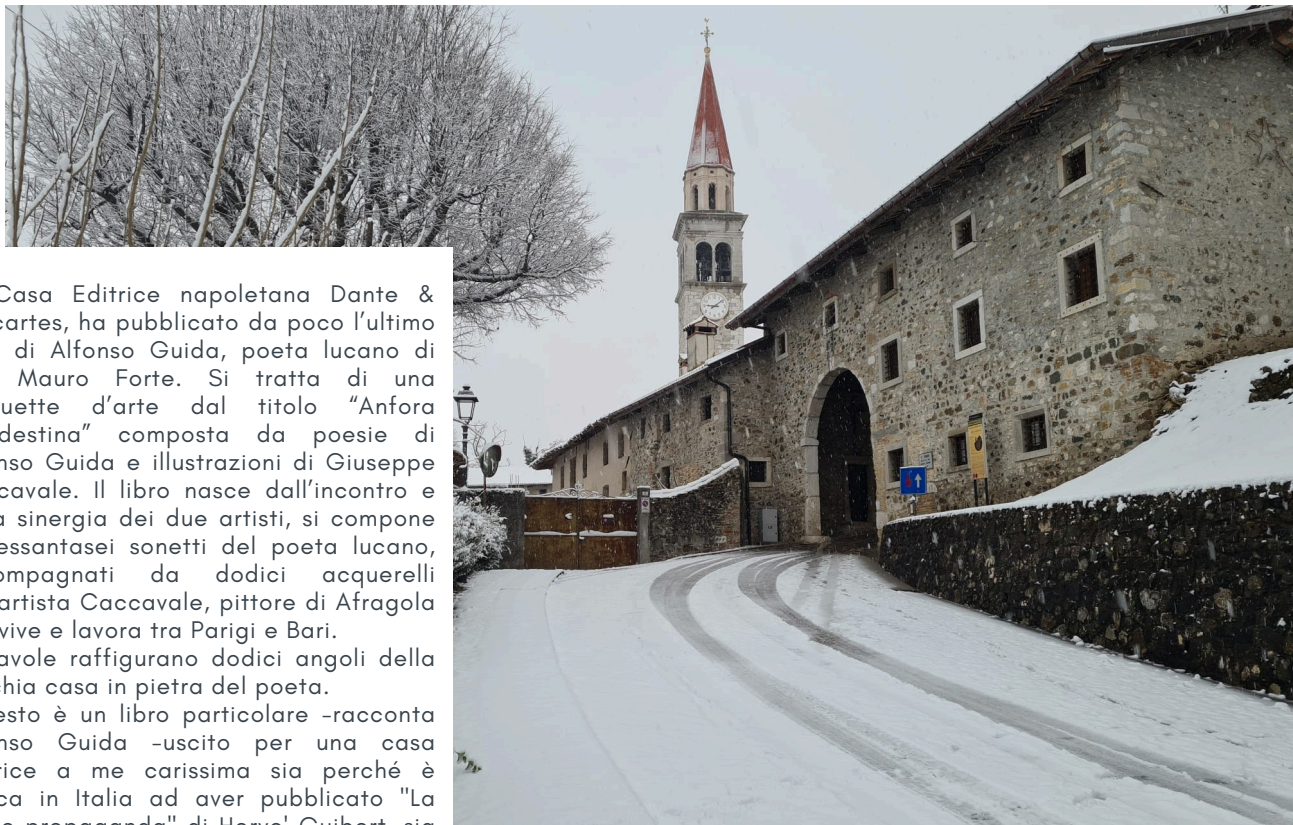 Casa Editrice napoletana Dante &
cartes, ha pubblicato da poco l’ultimo
di Alfonso Guida, poeta lucano di
Mauro Forte. Si tratta di una
uette d’arte dal titolo “Anfora
destina” composta da poesie di
nso Guida e illustrazioni di Giuseppe
cavale. Il libro nasce dall’incontro e
a sinergia dei due artisti, si compone
essantasei sonetti del poeta lucano,
ompagnati da dodici acquerelli
artista Caccavale, pittore di Afragola
vive e lavora tra Parigi e Bari.
avole raffigurano dodici angoli della
chia casa in pietra del poeta.
esto è un libro particolare -racconta
nso Guida -uscito per una casa
rice a me carissima sia perché è
ca in Italia ad aver pubblicato "La
propaganda" di Herve' Guibert, sia